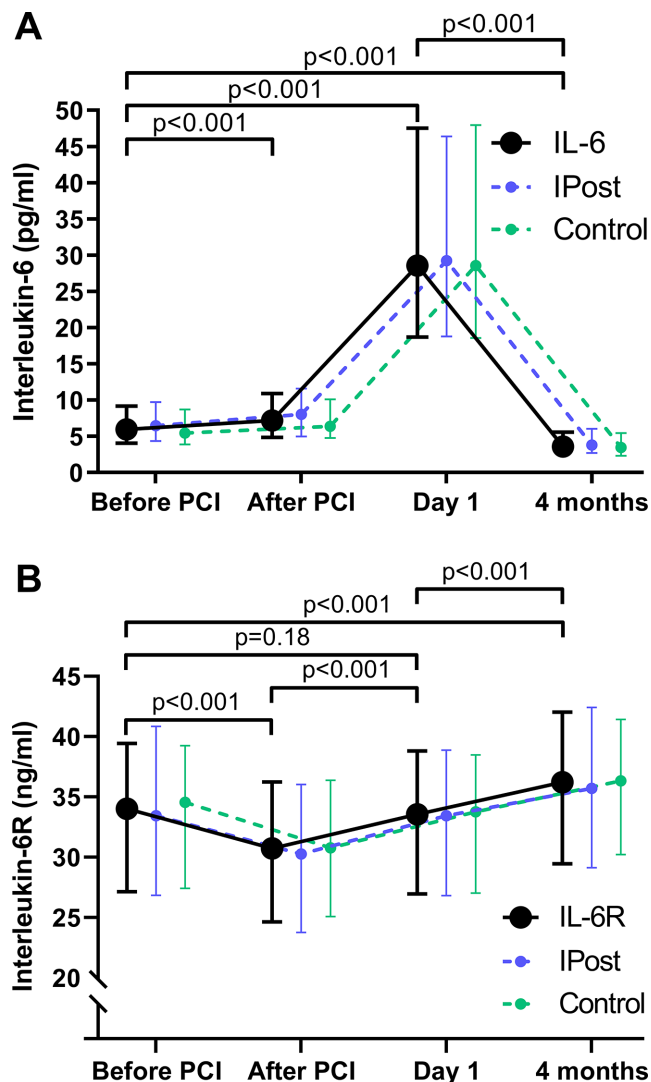 A
p<0.001
p<0.001
p<0.001
p<0.001
50
45
40
35
30
25
20
15
10
5
0
Interleukin-6 (pg/ml)
IL-6
IPost
Control
Before PCI After PCI Day 1 4 months
B
p<0.001
p<0.001
p=0.18
p<0.001
p<0.001
45
40
35
30
25
20
Interleukin-6R (ng/ml)
IL-6R
IPost
Control
Before PCI After PCI Day 1 4 months